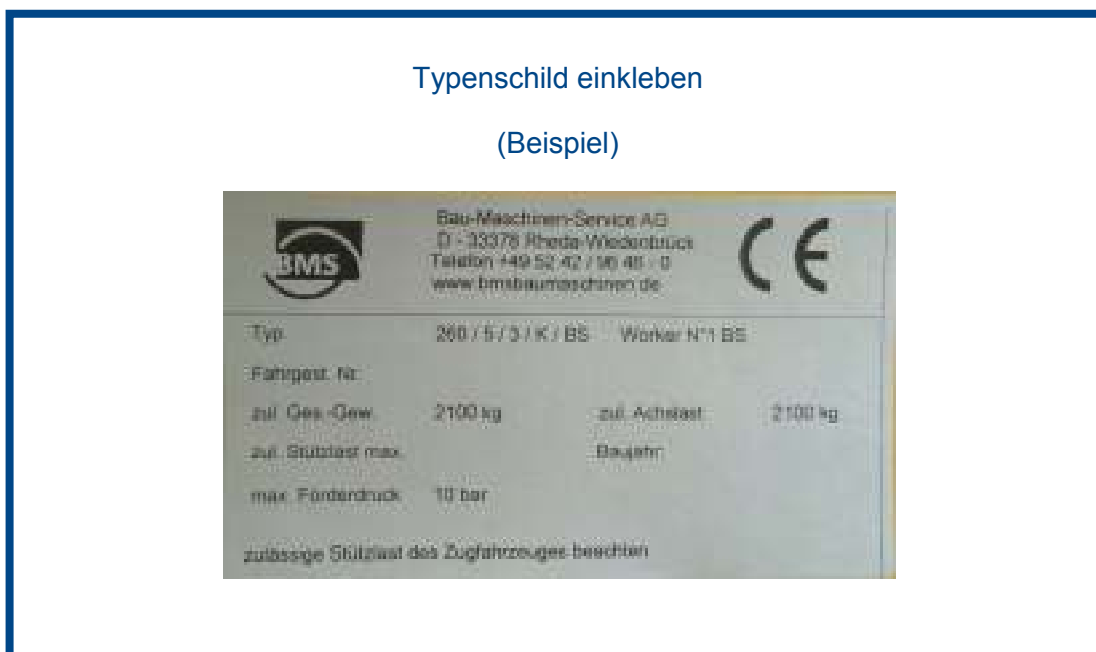 Typenschild einkleben
(Beispiel)
BMS
Bau-Maschinen-Service AG
D - 33378 Rheda-Wiedenbrück
Telefon +49 52 42 / 96 46 - 0
www.bmsbaumaschinen.de
CE
Typ 260 / 5 / 3 / K / BS Worker N°1 BS
Fahrgest. Nr.
zul. Ges.-Gew. 2100 kg zul. Achslast 2100 kg
zul. Stützlast max. Baujahr:
max. Förderdruck 10 bar
zulässige Stützlast des Zugfahrzeuges beachten